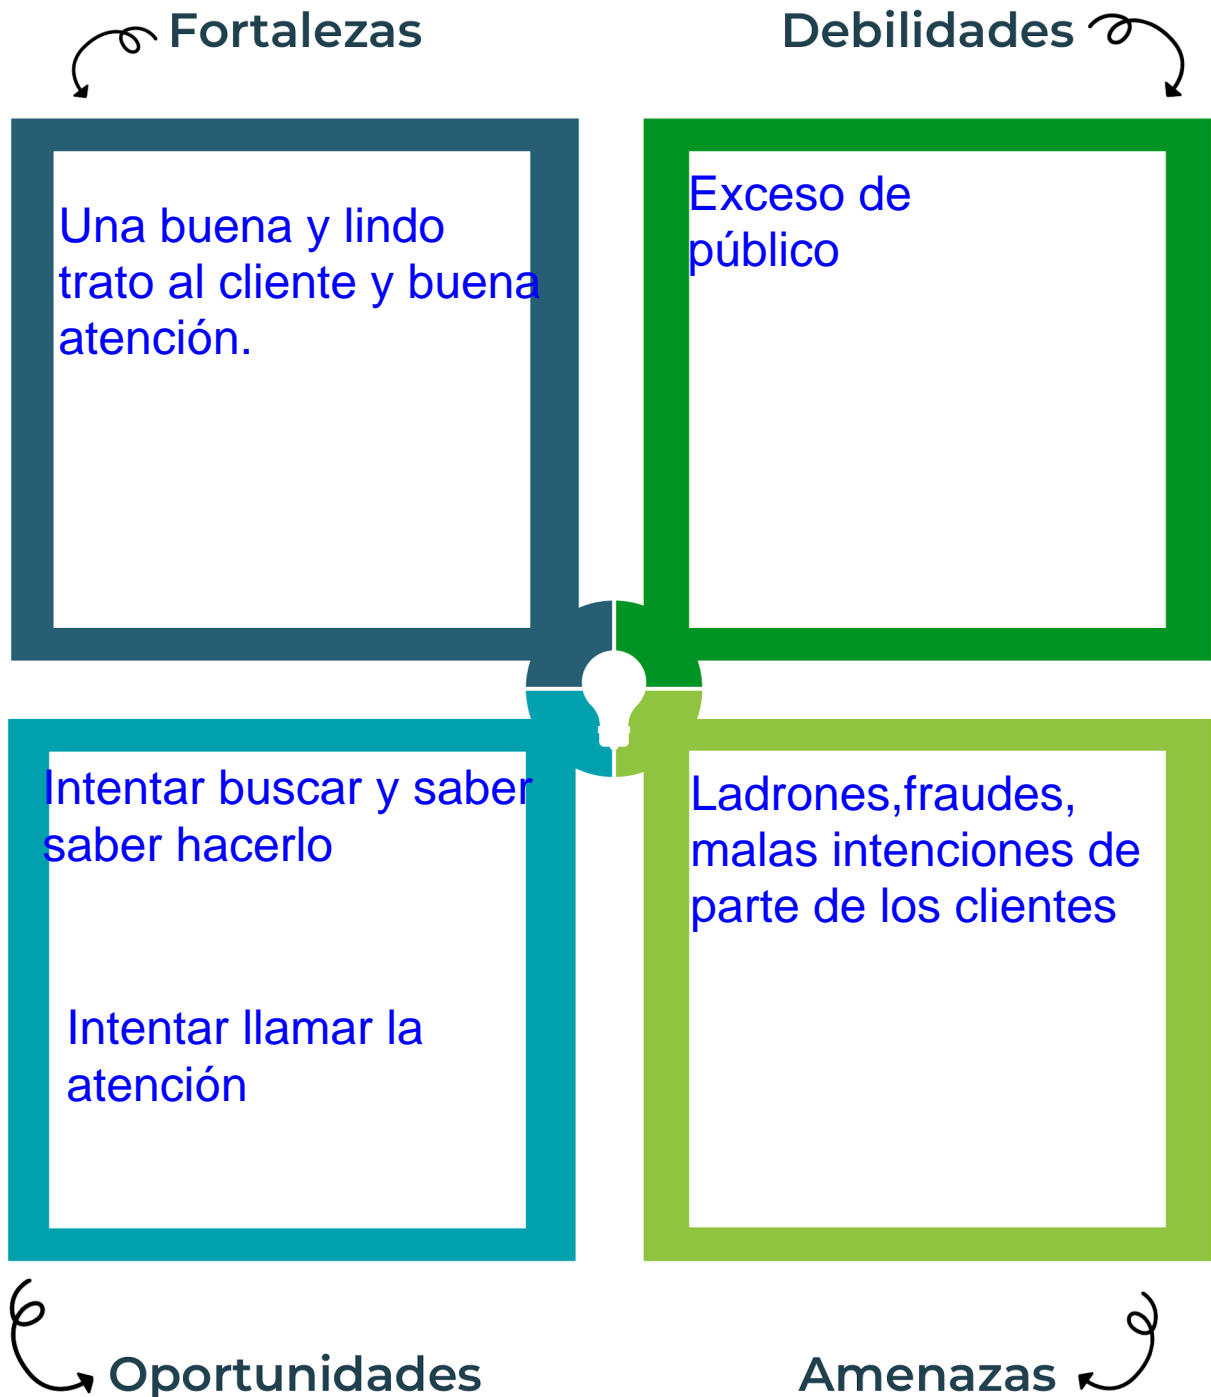 Fortalezas
Una buena y lindo
trato al cliente y buena
atención.
Debilidades
Exceso de
público
Intentar buscar y saber
saber hacerlo
Intentar llamar la
atención
Oportunidades
Ladrones,fraudes,
malas intenciones de
parte de los clientes
Amenazas